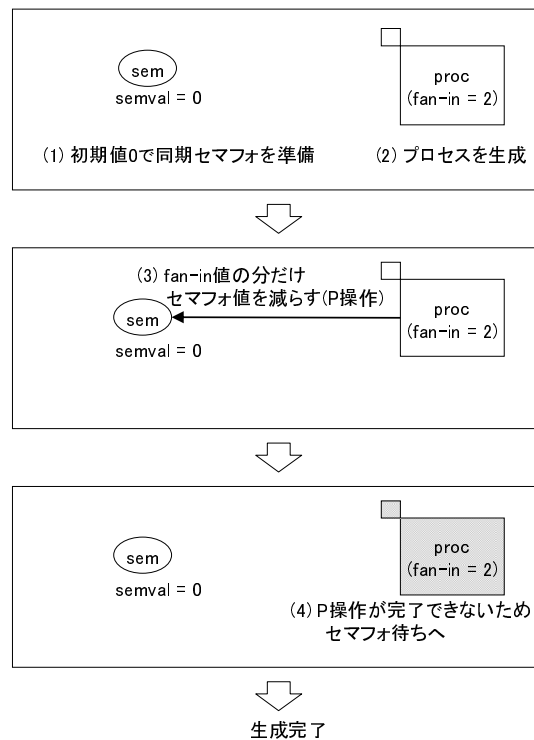 sem
semval = 0
proc
(fan-in = 2)
(1) 初期値0で同期セマフォを準備
(2) プロセスを生成
(3) fan-in値の分だけ
セマフォ値を減らす(P操作)
sem
semval = 0
proc
(fan-in = 2)
sem
semval = 0
proc
(fan-in = 2)
(4) P操作が完了できないため
セマフォ待ちへ
生成完了